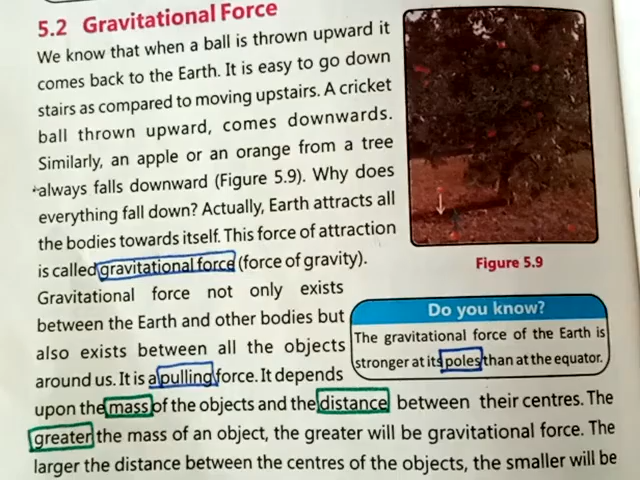 5.2 Gravitational Force
We know that when a ball is thrown upward it
comes back to the Earth. It is easy to go down
stairs as compared to moving upstairs. A cricket
ball thrown upward, comes downwards.
Similarly, an apple or an orange from a tree
always falls downward (Figure 5.9). Why does
everything fall down? Actually, Earth attracts all
the bodies towards itself. This force of attraction
is called gravitational force (force of gravity).
Figure 5.9
Gravitational force not only exists
between the Earth and other bodies but
also exists between all the objects
around us. It is a pulling force. It depends
Do you know?
The gravitational force of the Earth is
stronger at its poles than at the equator.
upon the mass of the objects and the distance between their centres. The
greater the mass of an object, the greater will be gravitational force. The
larger the distance between the centres of the objects, the smaller will be